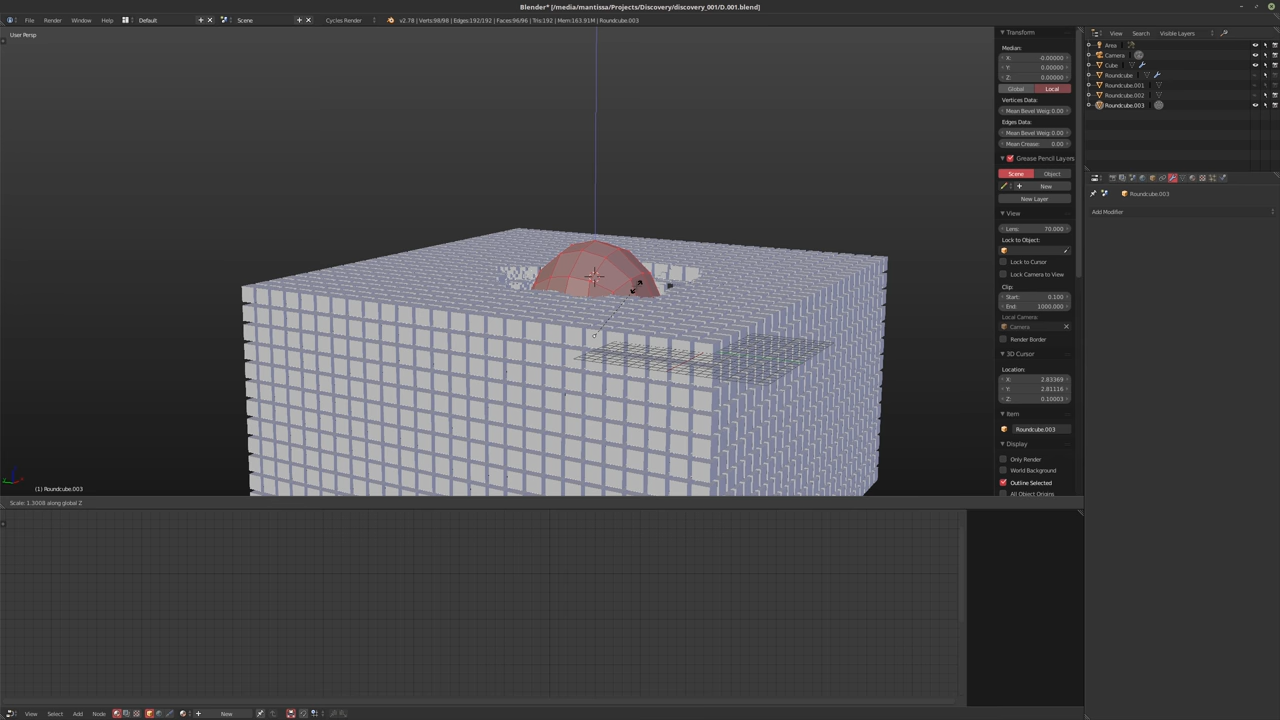 Blender* [/media/mantissa/Projects/Discovery/discovery_001/D.001.blend]
File Render Window Help Default Scene Cycles Render v2.78 | Verts:98/98 | Edges:192/192 | Faces:96/96 | Tris:192 | Mem:163.91M | Roundcube.003
User Persp
(1) Roundcube.003
Scale: 1.3008 along global Z
Transform
Median:
X: 0.00000
Y: 0.00000
Z: 0.00000
Global Local
Vertices Data:
Mean Bevel Weig: 0.00
Edges Data:
Mean Bevel Weig: 0.00
Mean Crease: 0.00
Grease Pencil Layers
Scene Object
New
New Layer
View
Lens: 70.000
Lock to Object:
Lock to Cursor
Lock Camera to View
Clip:
Start: 0.100
End: 1000.000
Local Camera:
Camera
Render Border
3D Cursor
Location:
X: 2.83369
Y: 2.81116
Z: 0.10003
Item
Roundcube.003
Display
Only Render
World Background
Outline Selected
All Object Origins
View Search Visible Layers
Area
Camera
Cube
Roundcube
Roundcube.001
Roundcube.002
Roundcube.003
Roundcube.003
Add Modifier
View Select Add Node New